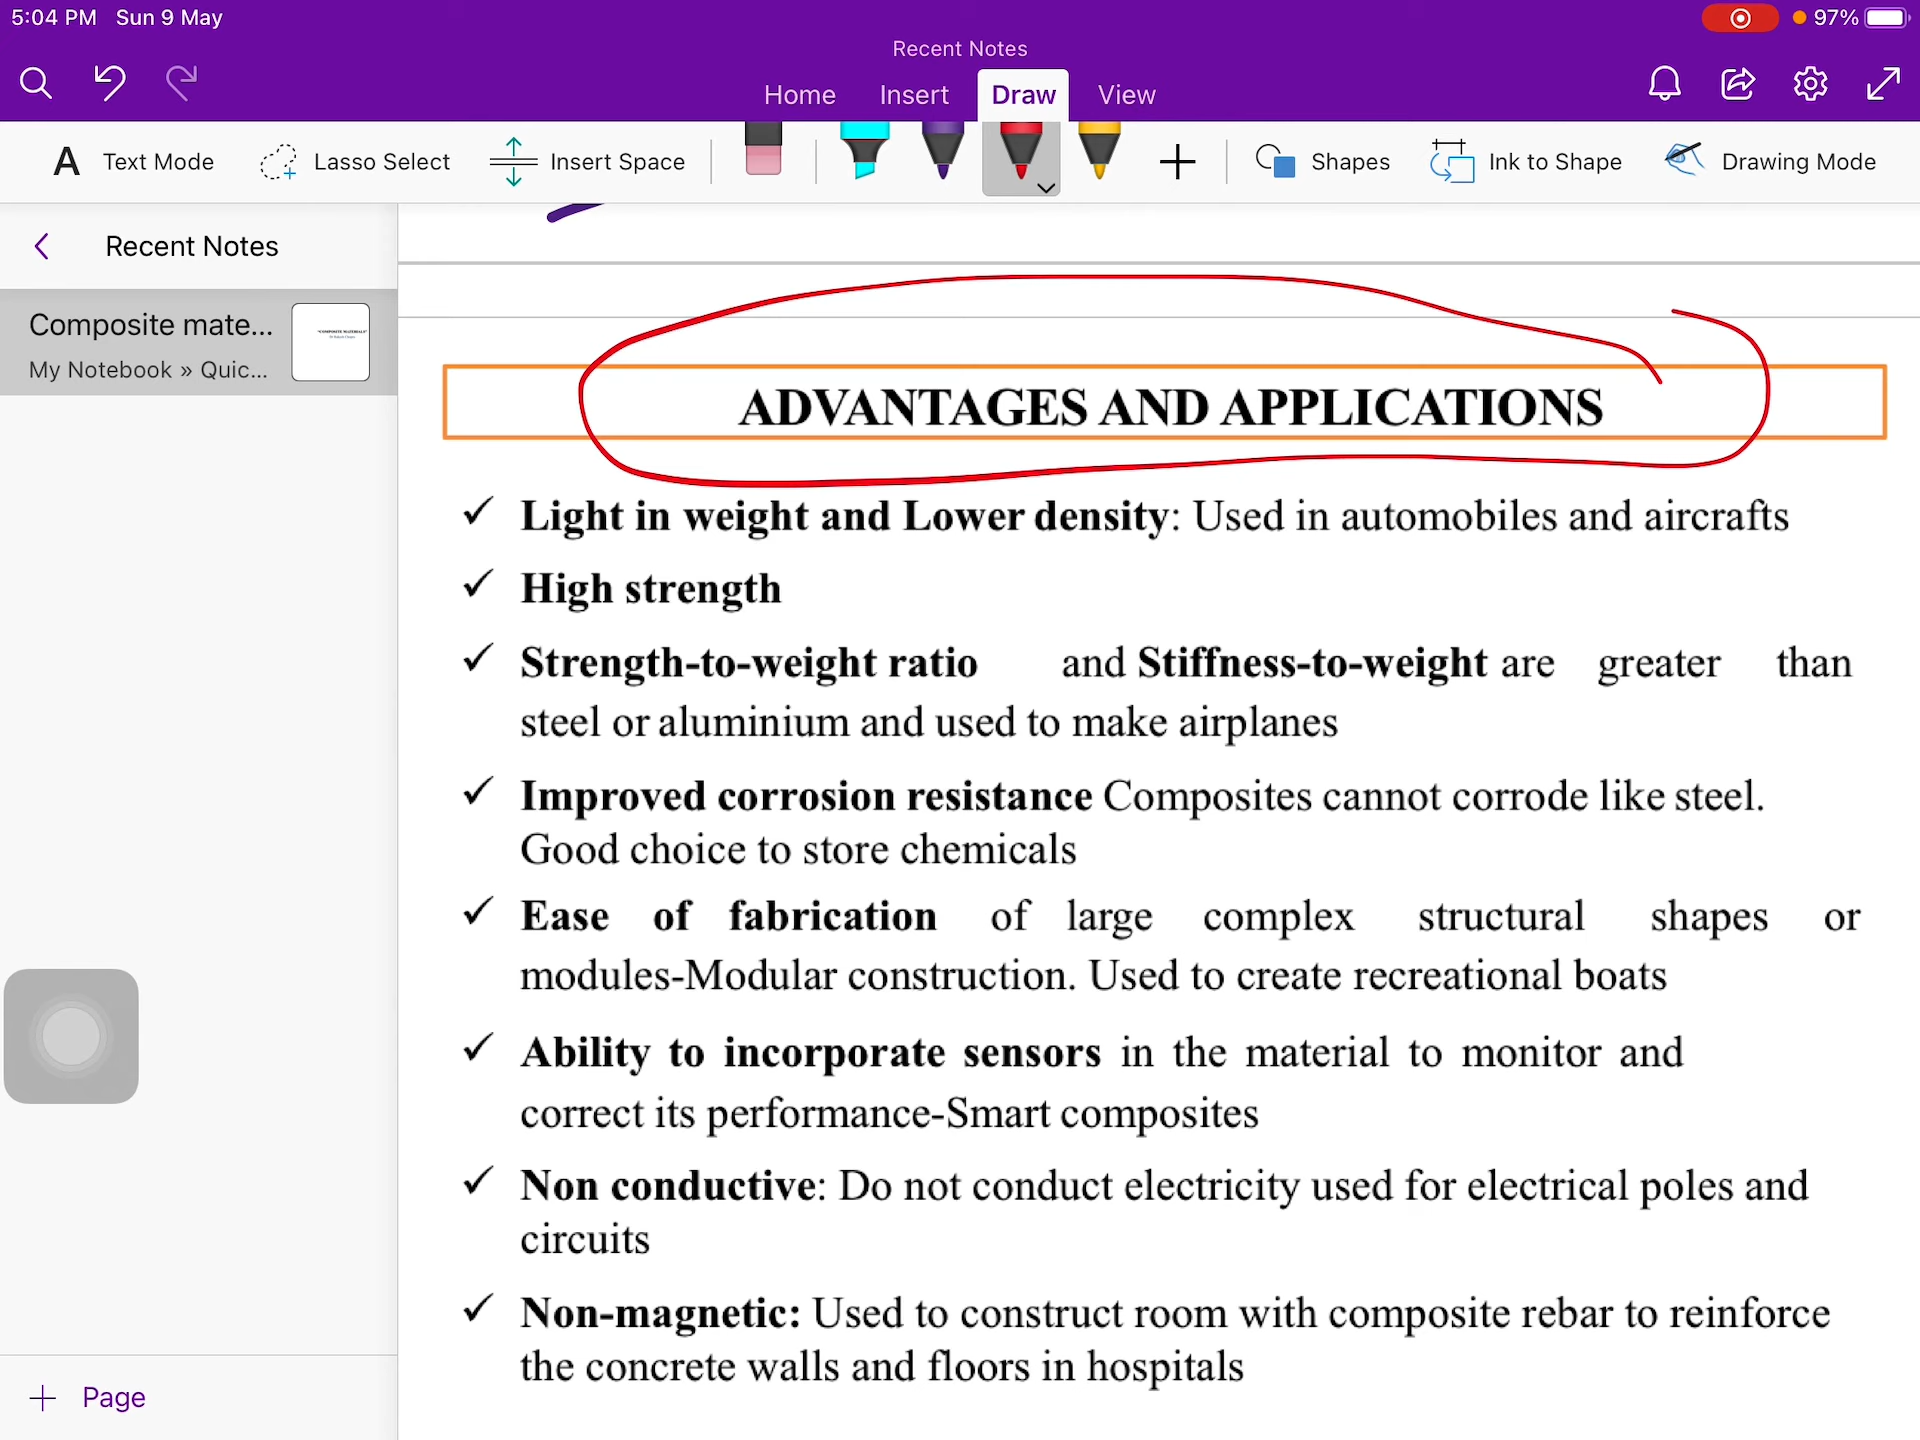 5:04 PM Sun 9 May
97%
Recent Notes
Home Insert Draw View
A Text Mode Lasso Select Insert Space Shapes Ink to Shape Drawing Mode
Recent Notes
Composite mate...
My Notebook » Quic...
ADVANTAGES AND APPLICATIONS
✓ Light in weight and Lower density: Used in automobiles and aircrafts
✓ High strength
✓ Strength-to-weight ratio and Stiffness-to-weight are greater than
steel or aluminium and used to make airplanes
✓ Improved corrosion resistance Composites cannot corrode like steel.
Good choice to store chemicals
✓ Ease of fabrication of large complex structural shapes or
modules-Modular construction. Used to create recreational boats
✓ Ability to incorporate sensors in the material to monitor and
correct its performance-Smart composites
✓ Non conductive: Do not conduct electricity used for electrical poles and
circuits
✓ Non-magnetic: Used to construct room with composite rebar to reinforce
the concrete walls and floors in hospitals
+ Page